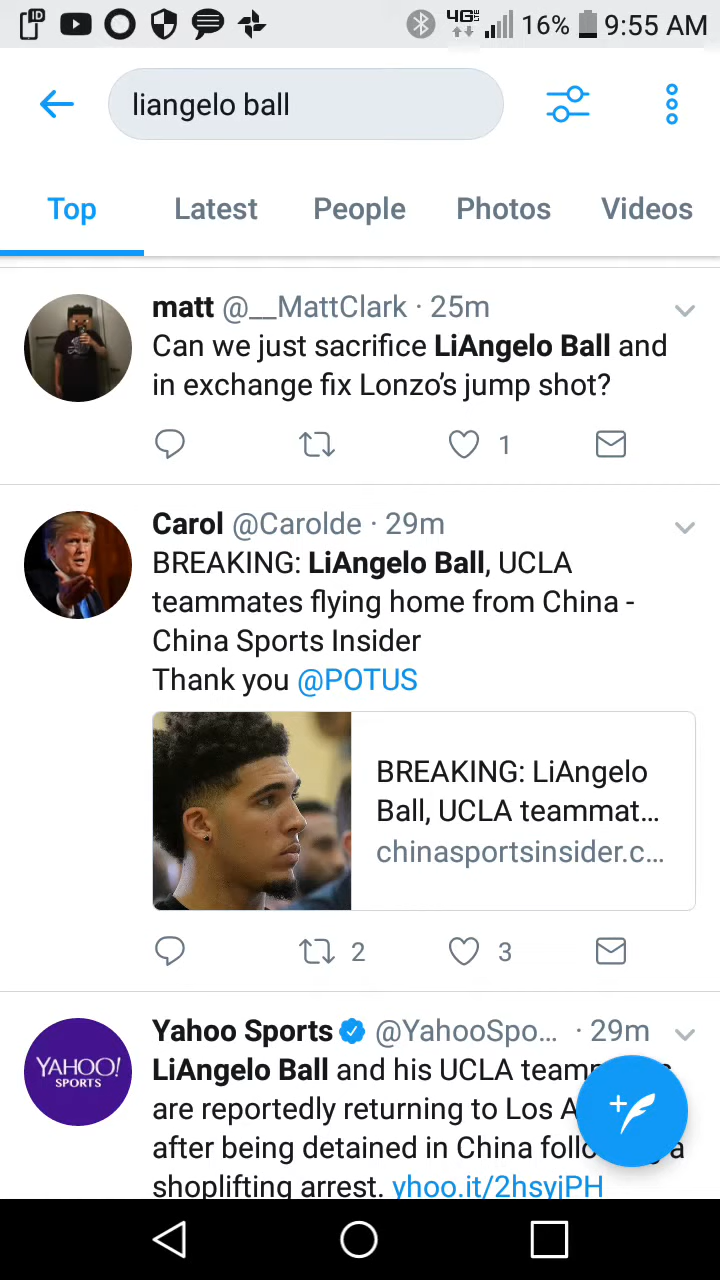 4G 16% 9:55 AM
liangelo ball
Top Latest People Photos Videos
matt @__MattClark · 25m
Can we just sacrifice LiAngelo Ball and
in exchange fix Lonzo's jump shot?
1
Carol @Carolde · 29m
BREAKING: LiAngelo Ball, UCLA
teammates flying home from China -
China Sports Insider
Thank you @POTUS
BREAKING: LiAngelo
Ball, UCLA teammat...
chinasportsinsider.c...
2 3
YAHOO!
SPORTS
Yahoo Sports @YahooSpo... · 29m
LiAngelo Ball and his UCLA
are reportedly returning to Los
after being detained in China a
shoplifting arrest. yhoo.it/2hsyjPH